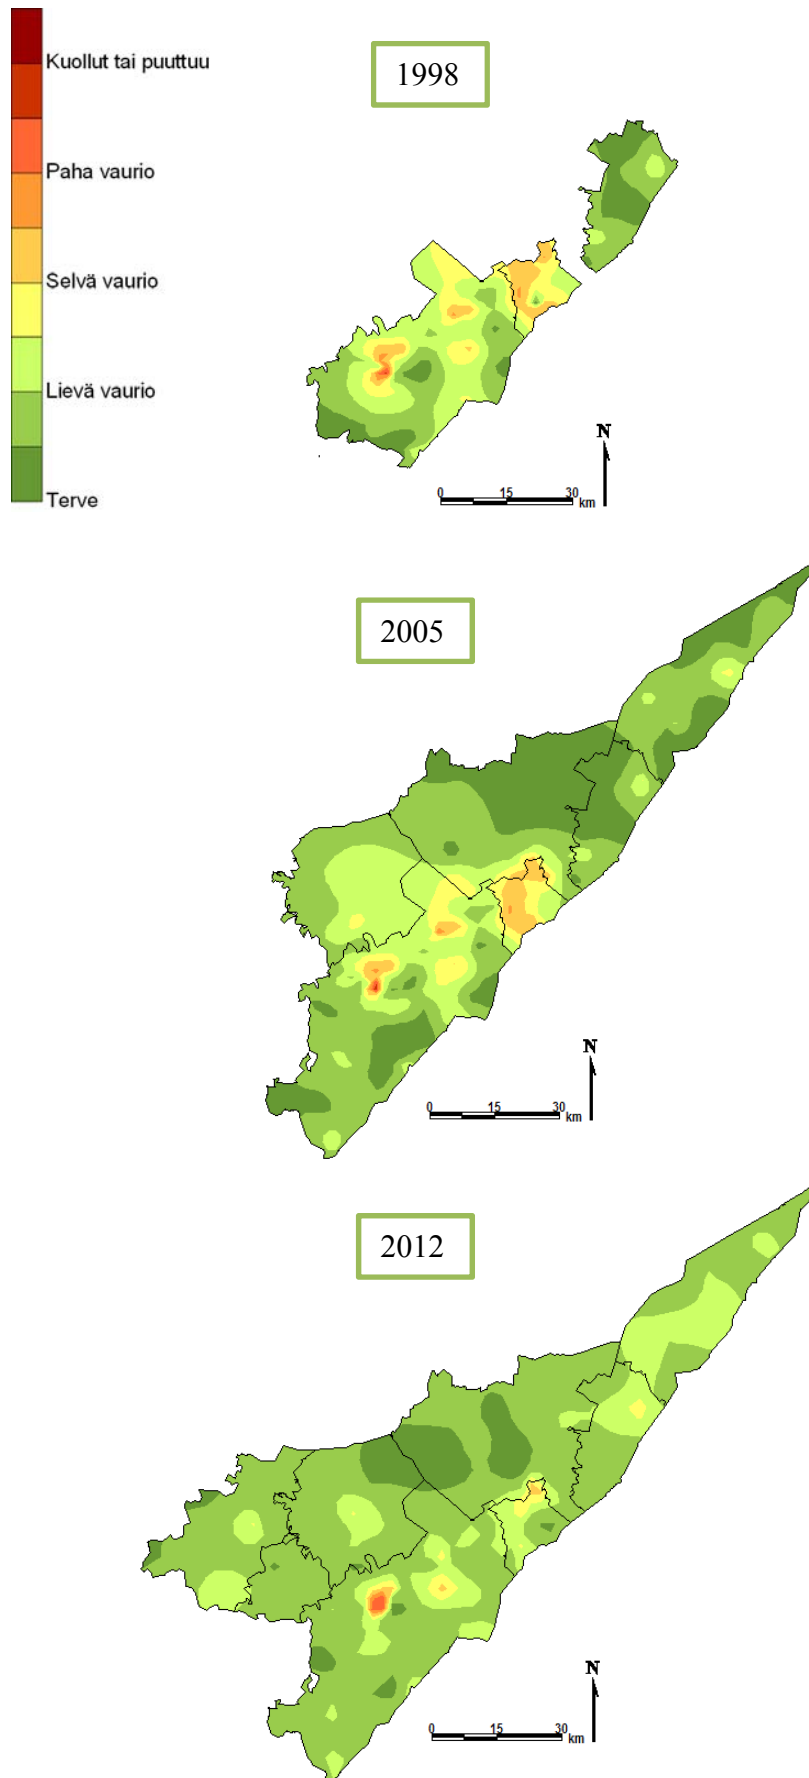 Kuollut tai puuttuu
Paha vaurio
Selvä vaurio
Lievä vaurio
Terve
1998
N
0 15 30
km
2005
N
0 15 30
km
2012
N
0 15 30
km